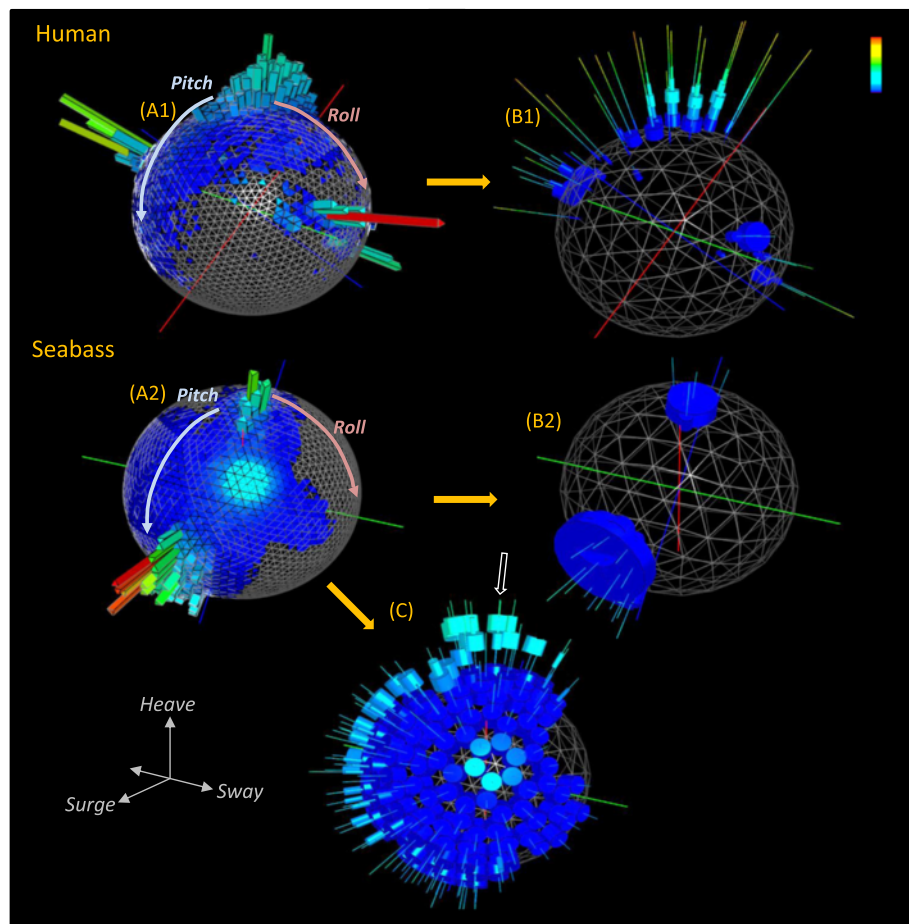 Human
Pitch
(A1)
Roll
(B1)
Seabass
(A2)
Pitch
Roll
(B2)
(C)
Heave
Sway
Surge